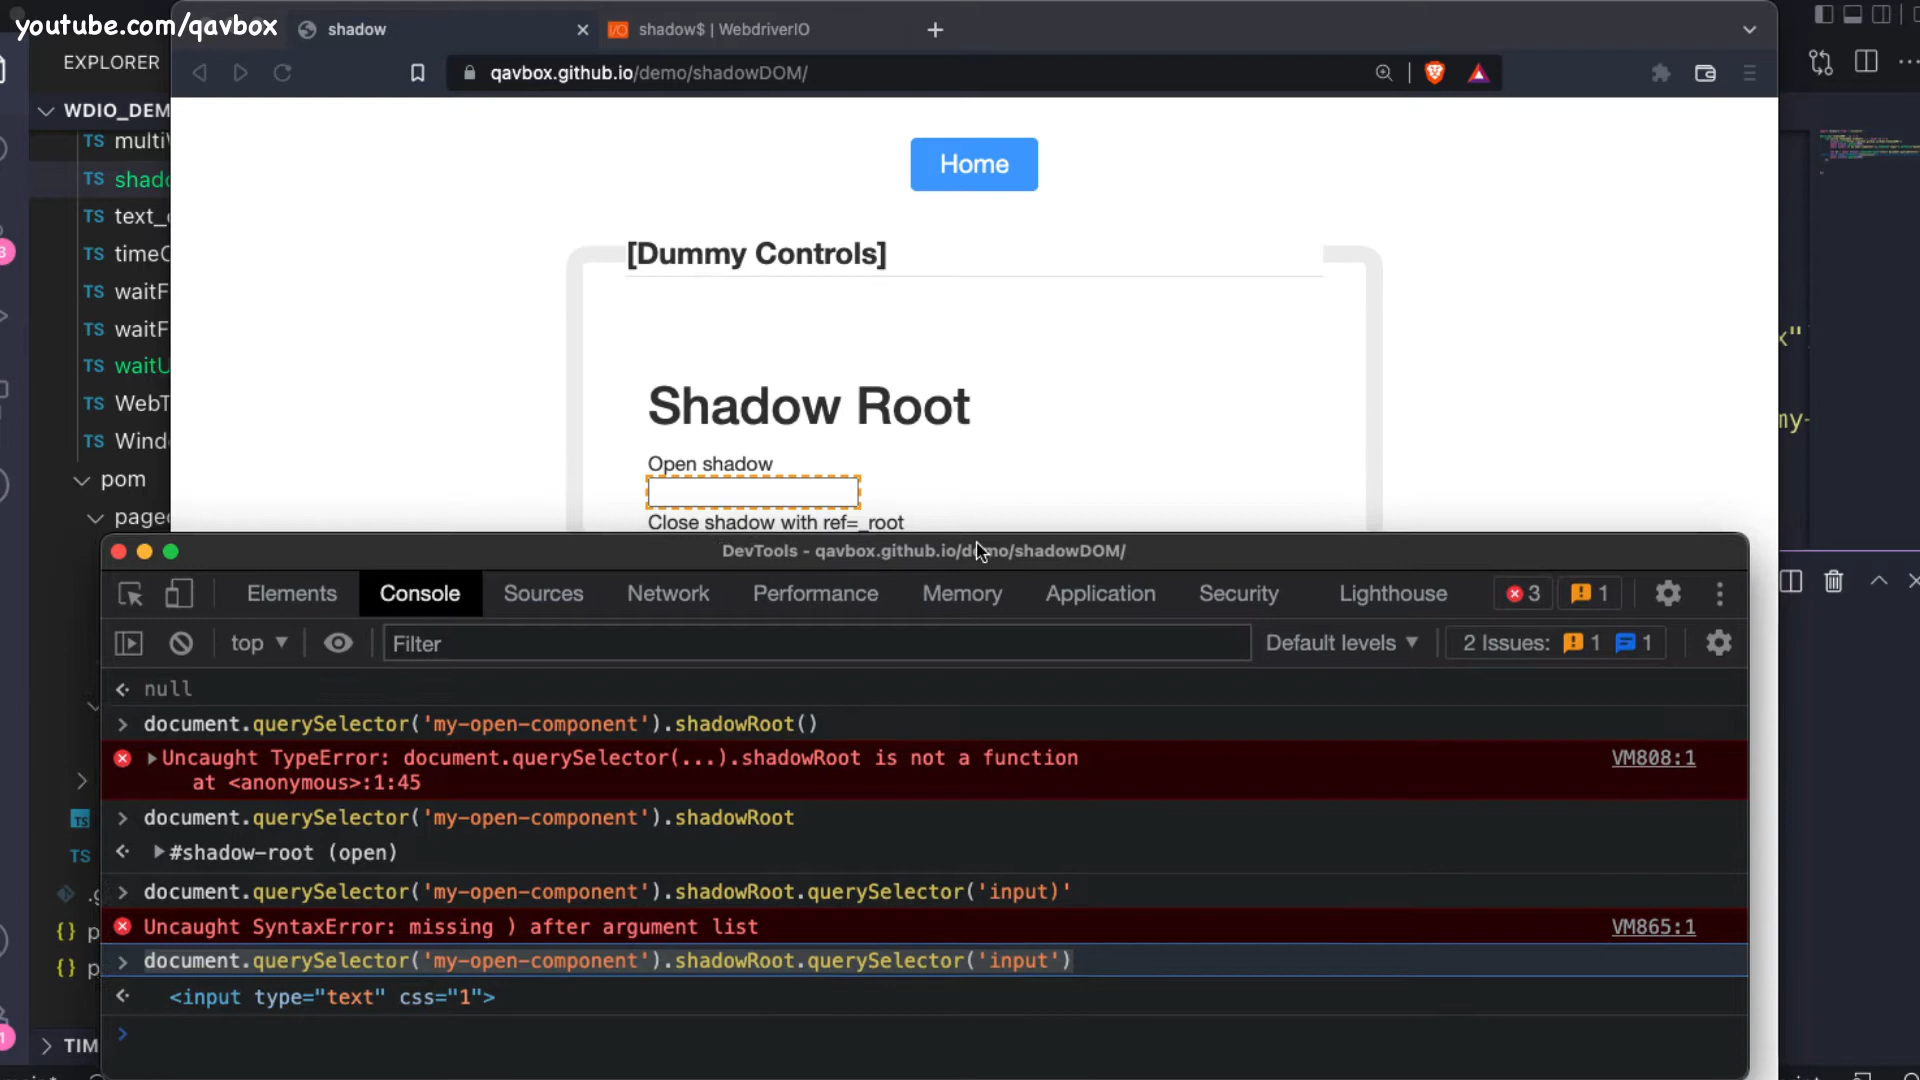 youtube.com/qavbox
shadow
shadow$ | WebdriverIO
EXPLORER
qavbox.github.io/demo/shadowDOM/
WDIO_DEM
TS multi
TS shado
TS text_
TS time
TS waitF
TS waitF
TS waitU
TS WebT
TS Wind
pom
page
TS
TS
{} p
{} p
TIM
3
1
Home
[Dummy Controls]
Shadow Root
Open shadow
Close shadow with ref=_root
x"
my-
DevTools - qavbox.github.io/demo/shadowDOM/
Elements Console Sources Network Performance Memory Application Security Lighthouse 3 1
top Filter Default levels 2 Issues: 1 1
null
document.querySelector('my-open-component').shadowRoot()
Uncaught TypeError: document.querySelector(...).shadowRoot is not a function VM808:1
at <anonymous>:1:45
document.querySelector('my-open-component').shadowRoot
#shadow-root (open)
document.querySelector('my-open-component').shadowRoot.querySelector('input)'
Uncaught SyntaxError: missing ) after argument list VM865:1
document.querySelector('my-open-component').shadowRoot.querySelector('input')
<input type="text" css="1">